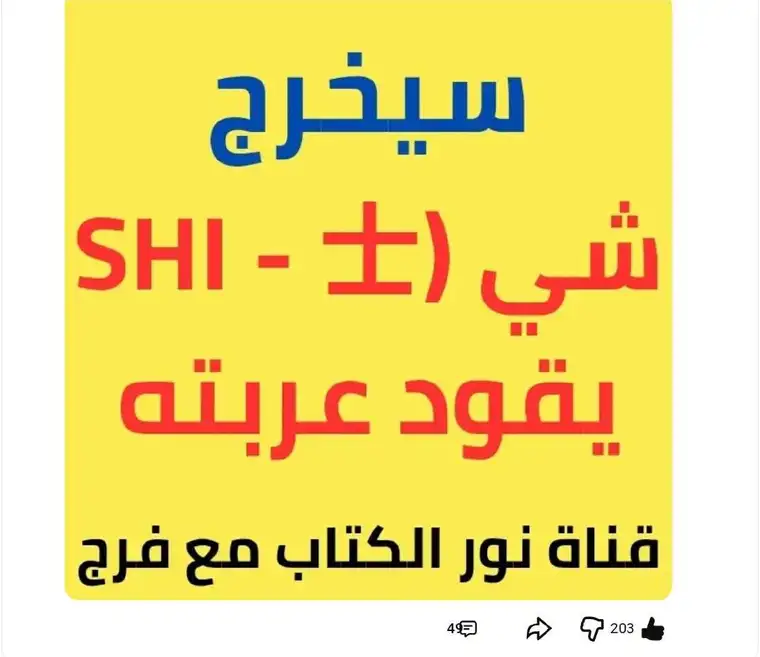 سيخرج
شي (士 - SHI
يقود عربته
قناة نور الكتاب مع فرج
203
49